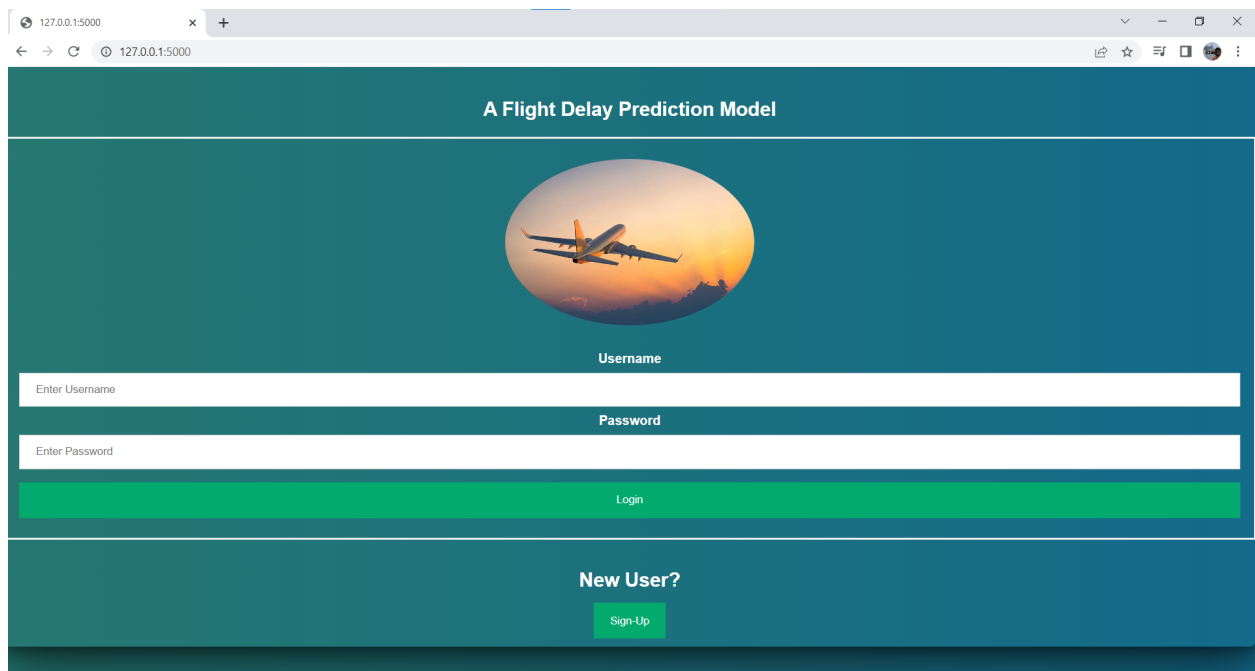 127.0.0.1:5000
127.0.0.1:5000
A Flight Delay Prediction Model
Username
Enter Username
Password
Enter Password
Login
New User?
Sign-Up